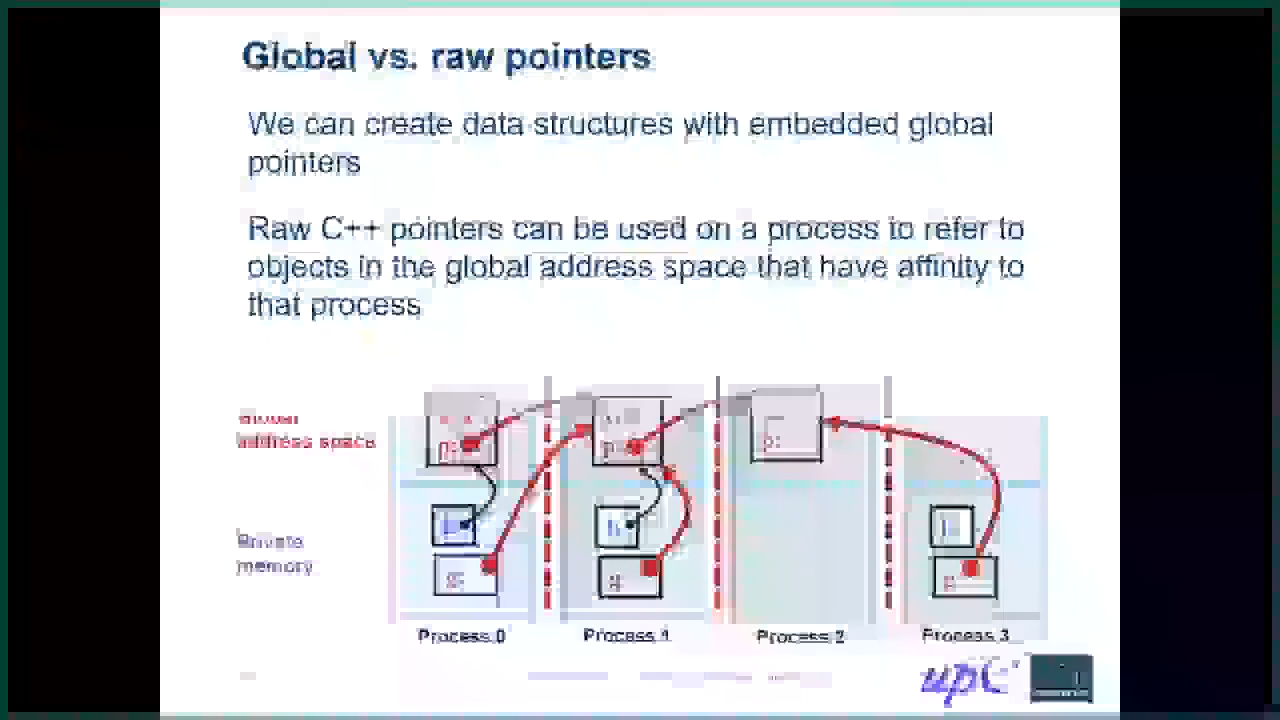 Global vs. raw pointers
We can create data structures with embedded global
pointers
Raw C++ pointers can be used on a process to refer to
objects in the global address space that have affinity to
that process
Global
address space
p:
p:
p:
Private
memory
g:
g:
Process 0
Process 1
Process 2
Process 3